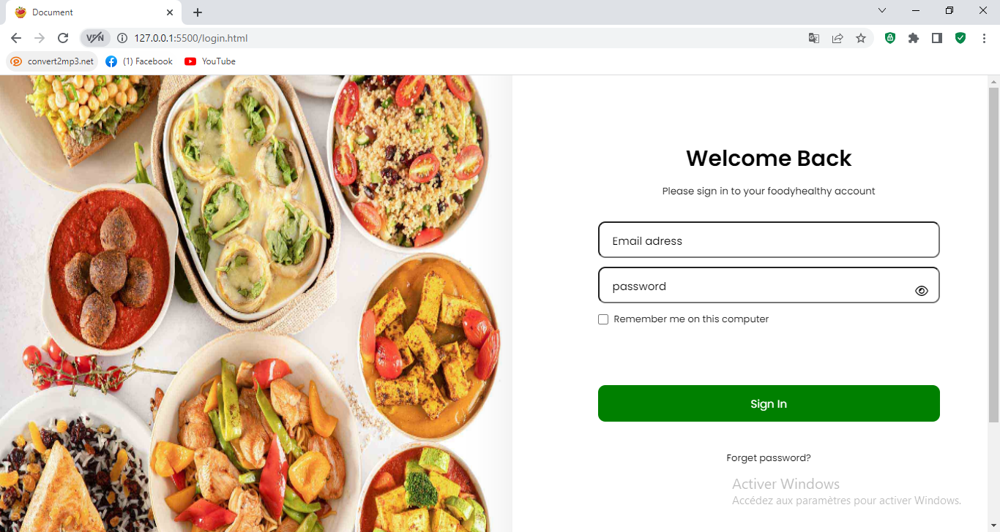 Document
VPN
127.0.0.1:5500/login.html
convert2mp3.net
(1) Facebook
YouTube
Welcome Back
Please sign in to your foodyhealthy account
Email adress
password
Remember me on this computer
Sign In
Forget password?
Activer Windows
Accédez aux paramètres pour activer Windows.